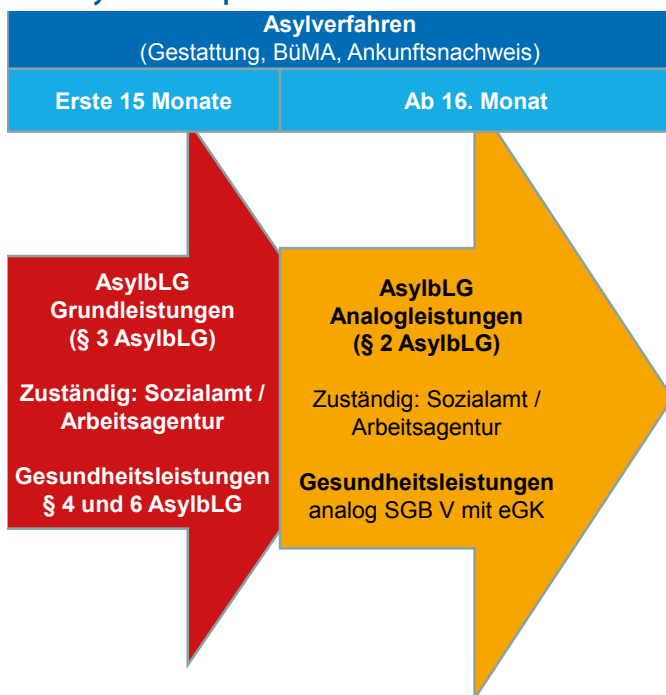 Asylverfahren
(Gestattung, BüMA, Ankunftsnachweis)
Erste 15 Monate
Ab 16. Monat
AsylbLG
Grundleistungen
(§ 3 AsylbLG)
Zuständig: Sozialamt /
Arbeitsagentur
Gesundheitsleistungen
§ 4 und 6 AsylbLG
AsylbLG
Analogleistungen
(§ 2 AsylbLG)
Zuständig: Sozialamt /
Arbeitsagentur
Gesundheitsleistungen
analog SGB V mit eGK